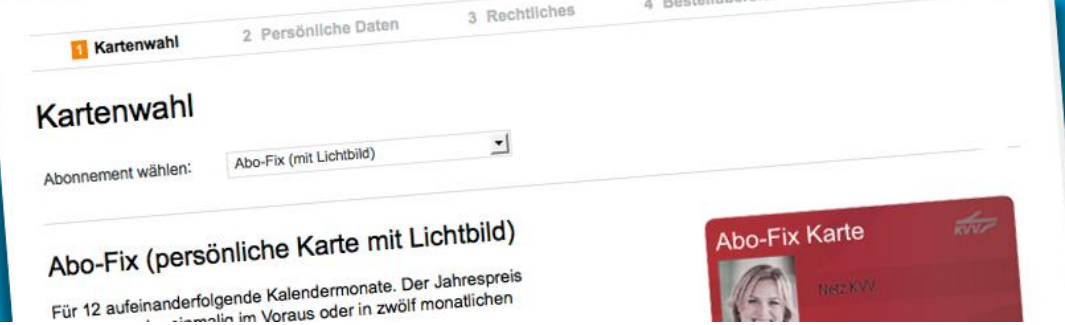 1 Kartenwahl 2 Persönliche Daten 3 Rechtliches 4
Kartenwahl
Abonnement wählen: Abo-Fix (mit Lichtbild)
Abo-Fix (persönliche Karte mit Lichtbild)
Für 12 aufeinanderfolgende Kalendermonate. Der Jahrespreis
im Voraus oder in zwölf monatlichen
Abo-Fix Karte
KVV
Netz KVV